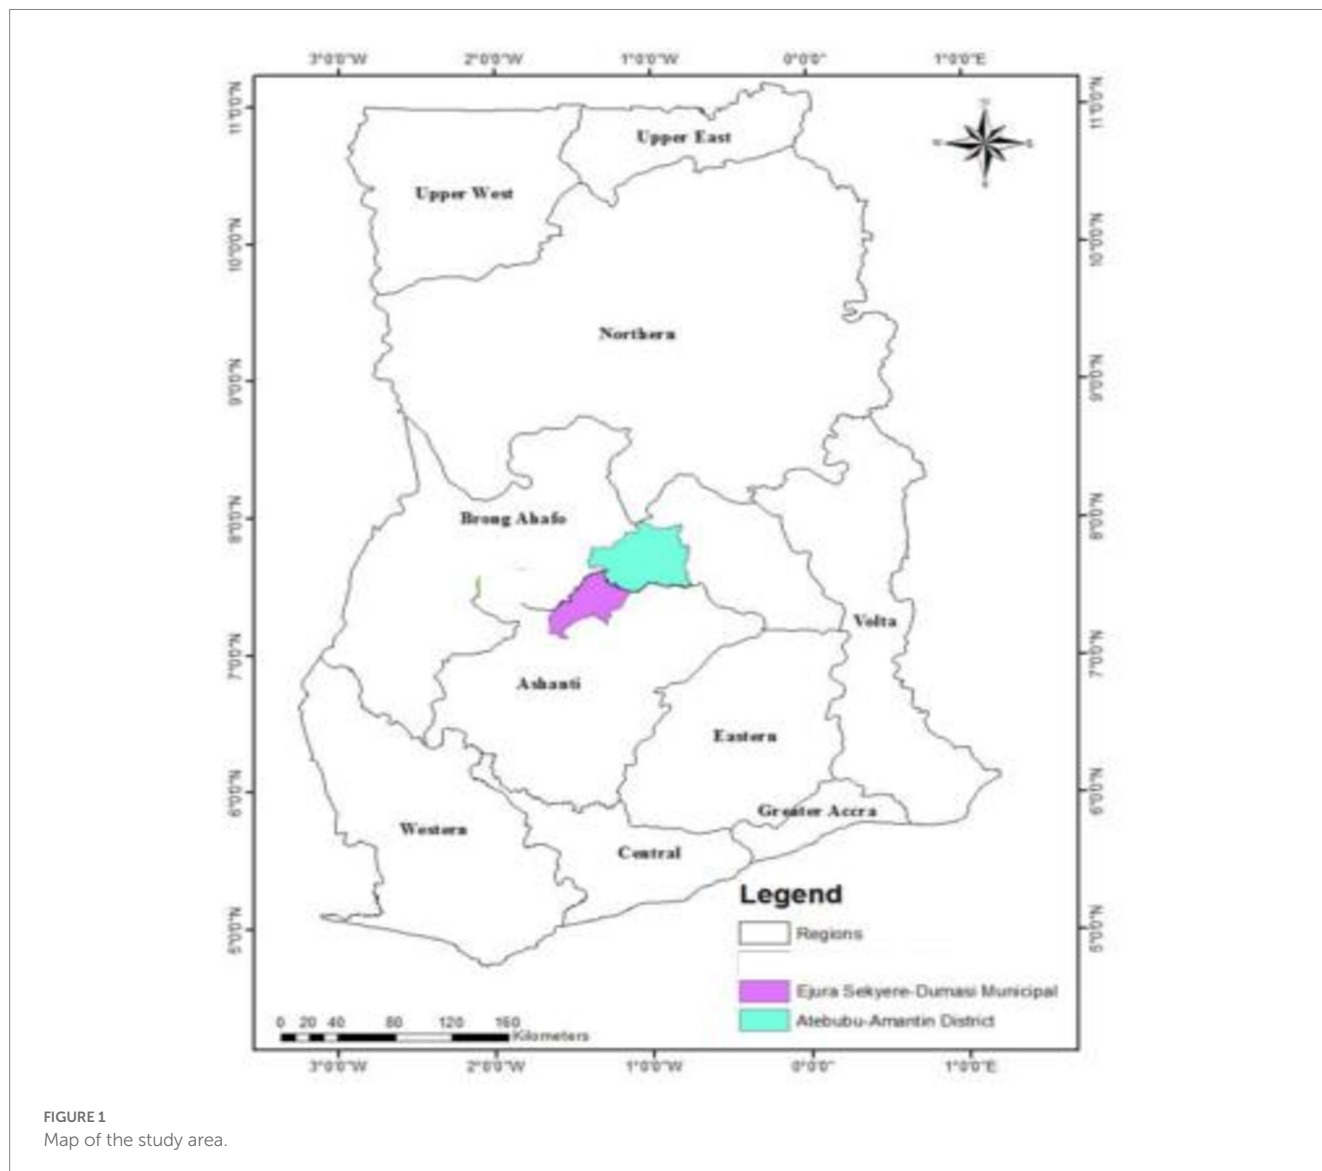 3°0'0"W 2°0'0"W 1°0'0"W 0°0'0" 1°0'0"E
11°0'0"N 11°0'0"N
Upper East
Upper West
10°0'0"N 10°0'0"N
Northern
9°0'0"N 9°0'0"N
8°0'0"N 8°0'0"N
Brong Ahafo
Volta
7°0'0"N 7°0'0"N
Ashanti
Eastern
6°0'0"N 6°0'0"N
Greater Accra
Western
Central
Legend
5°0'0"N 5°0'0"N
Regions
Ejura Sekyere-Dumasi Municipal
Atebubu-Amantin District
0 20 40 80 120 160
Kilometers
3°0'0"W 2°0'0"W 1°0'0"W 0°0'0" 1°0'0"E
FIGURE 1
Map of the study area.